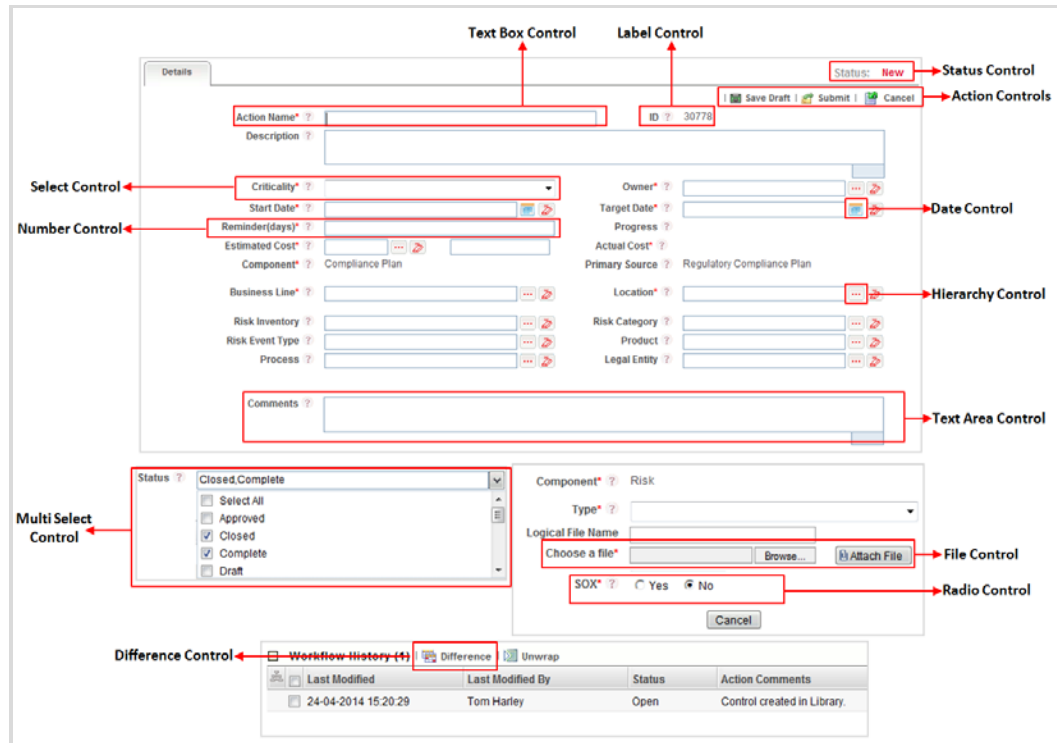 Text Box Control Label Control
Details
Status: New Status Control
| Save Draft | Submit | Cancel Action Controls
Action Name* ? ID ? 30778
Description ?
Select Control Criticality* ? Owner* ?
Start Date* ? Target Date* ? Date Control
Number Control Reminder(days)* ? Progress ?
Estimated Cost* ? Actual Cost* ?
Component* ? Compliance Plan Primary Source ? Regulatory Compliance Plan
Business Line* ? Location* ? Hierarchy Control
Risk Inventory ? Risk Category ?
Risk Event Type ? Product ?
Process ? Legal Entity ?
Comments ?
Text Area Control
Status ? Closed,Complete
Select All
Approved
Closed
Complete
Draft
Multi Select
Control
Component* ? Risk
Type* ?
Logical File Name
Choose a file* Browse... Attach File File Control
SOX* ? Yes No Radio Control
Cancel
Difference Control Workflow History (1) | Difference | Unwrap
Last Modified Last Modified By Status Action Comments
24-04-2014 15:20:29 Tom Harley Open Control created in Library.